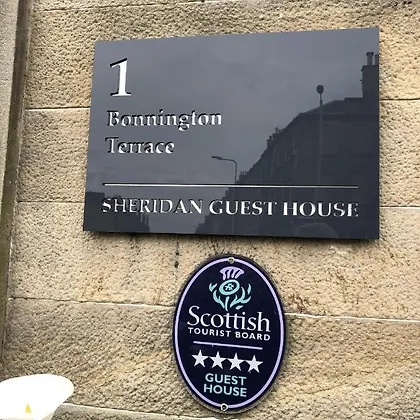 1
Bonnington
Terrace
SHERIDAN GUEST HOUSE
Scottish
TOURIST BOARD
★★★★
GUEST
HOUSE